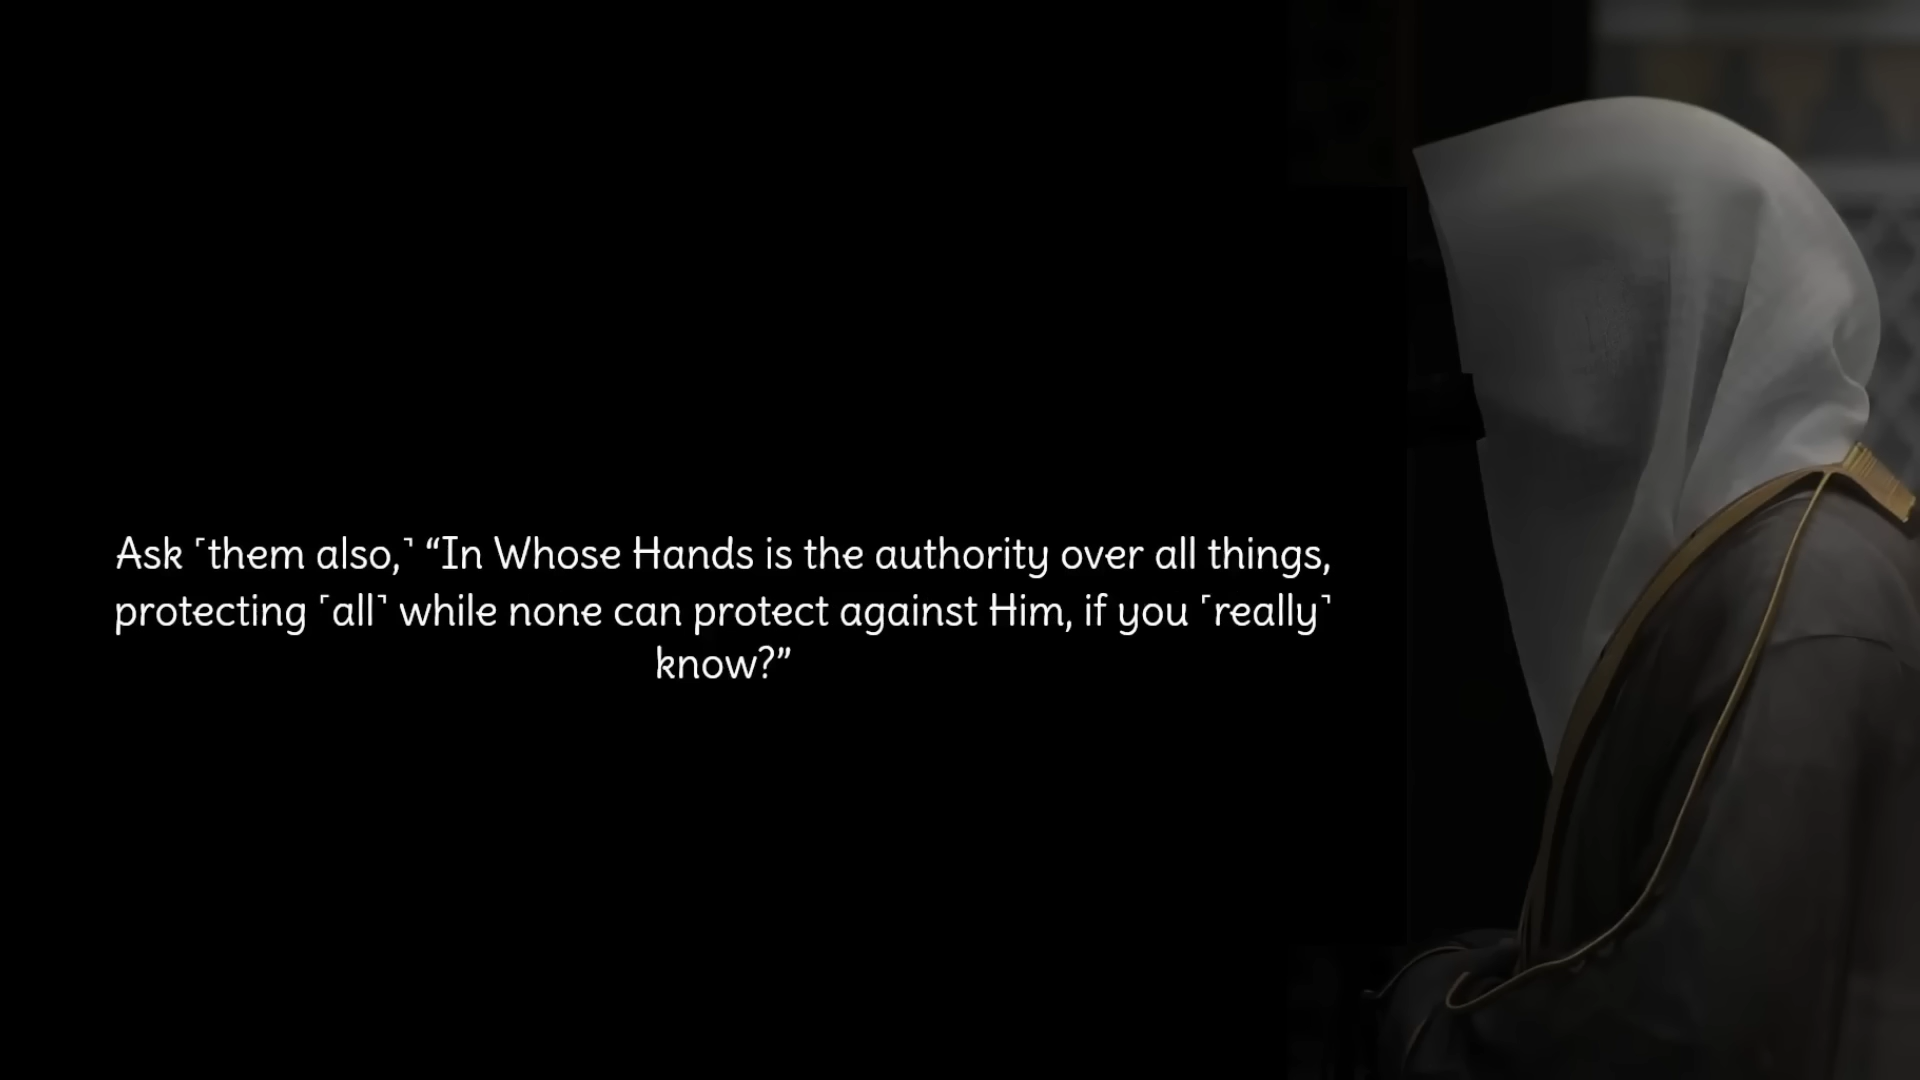 Ask ˹them also,˺ “In Whose Hands is the authority over all things,
protecting ˹all˺ while none can protect against Him, if you ˹really˺
know?”